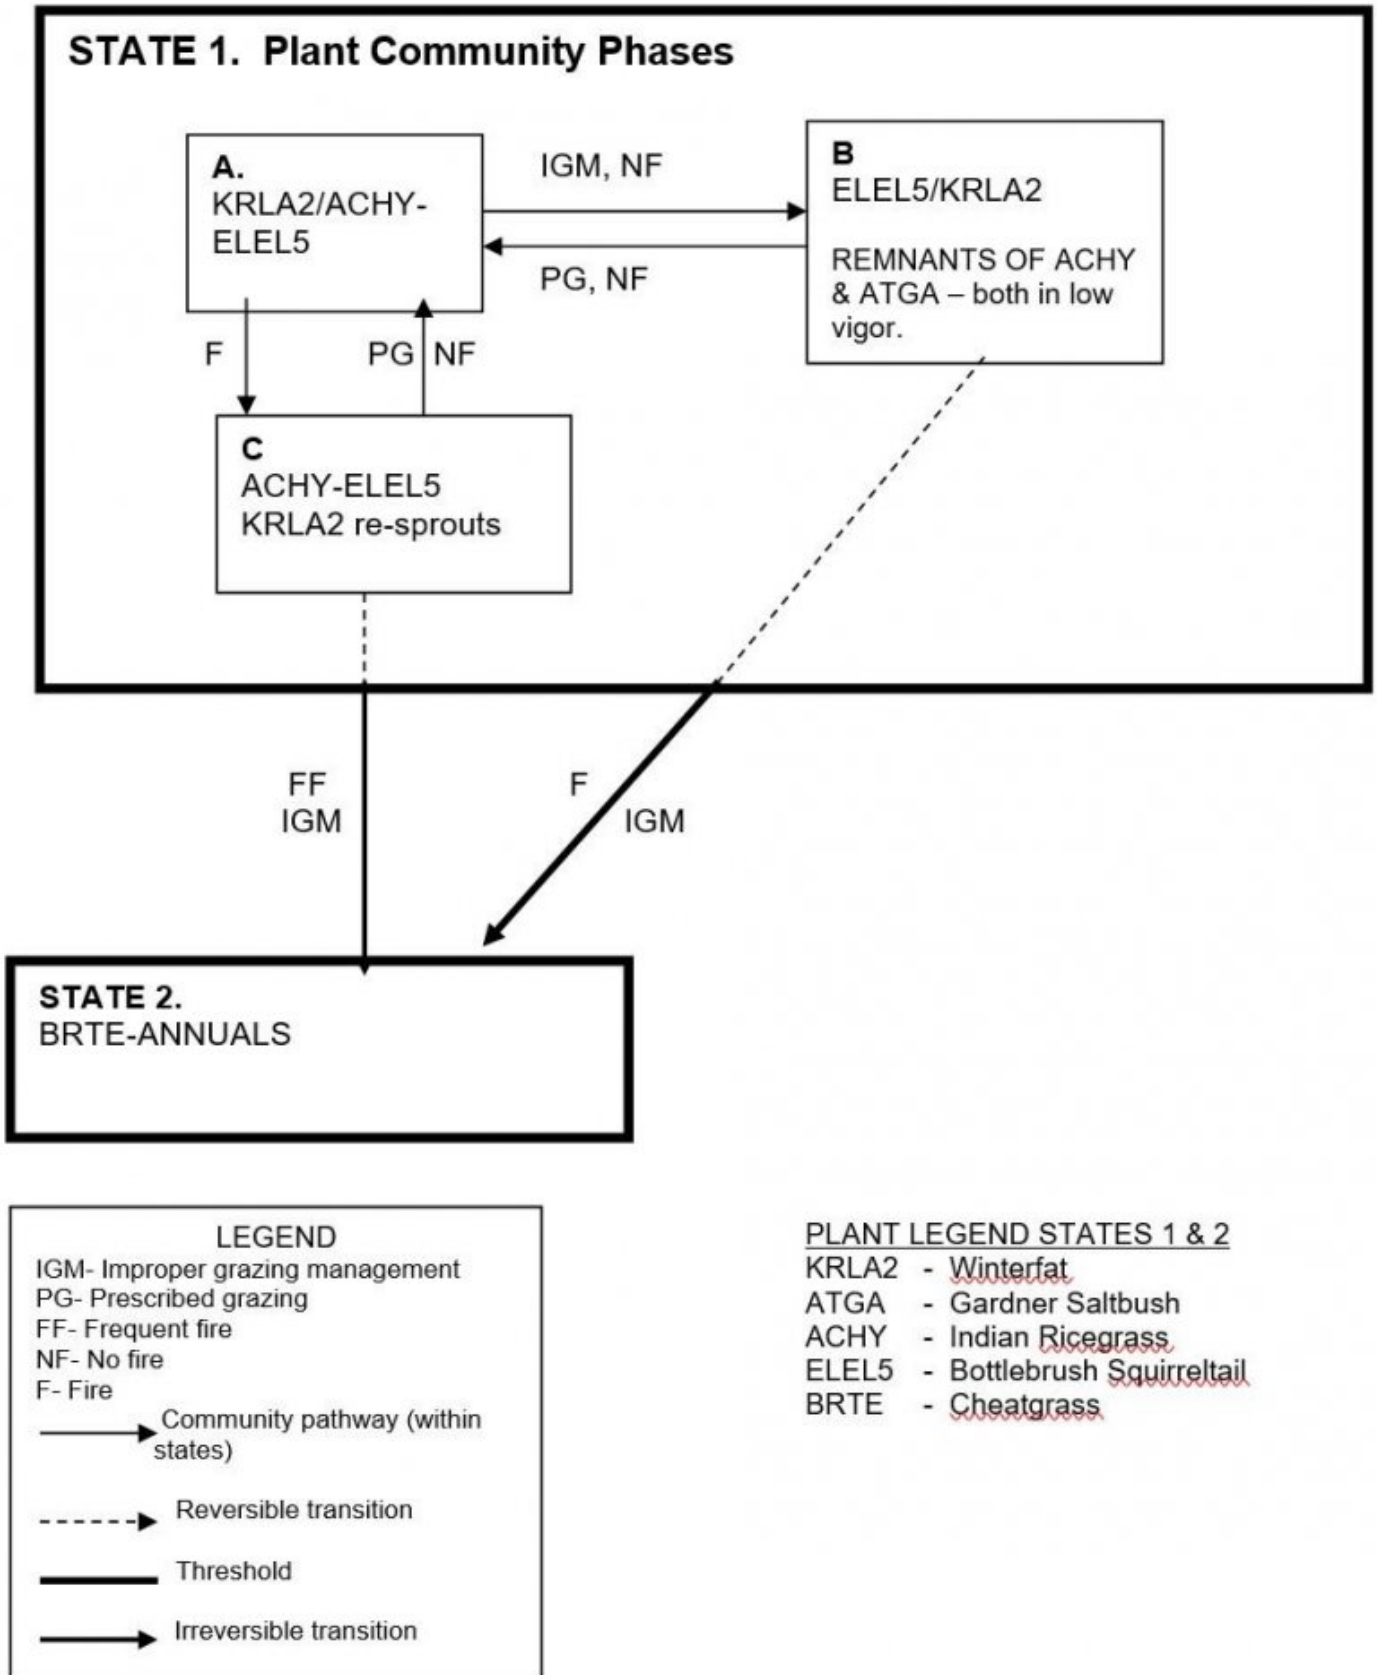 STATE 1. Plant Community Phases
A.
KRLA2/ACHY-
ELEL5
IGM, NF
PG, NF
B
ELEL5/KRLA2
REMNANTS OF ACHY
& ATGA – both in low
vigor.
F
PG NF
C
ACHY-ELEL5
KRLA2 re-sprouts
FF
IGM
F
IGM
STATE 2.
BRTE-ANNUALS
LEGEND
IGM- Improper grazing management
PG- Prescribed grazing
FF- Frequent fire
NF- No fire
F- Fire
Community pathway (within
states)
Reversible transition
Threshold
Irreversible transition
PLANT LEGEND STATES 1 & 2
KRLA2 - Winterfat
ATGA - Gardner Saltbush
ACHY - Indian Ricegrass
ELEL5 - Bottlebrush Squirreltail
BRTE - Cheatgrass